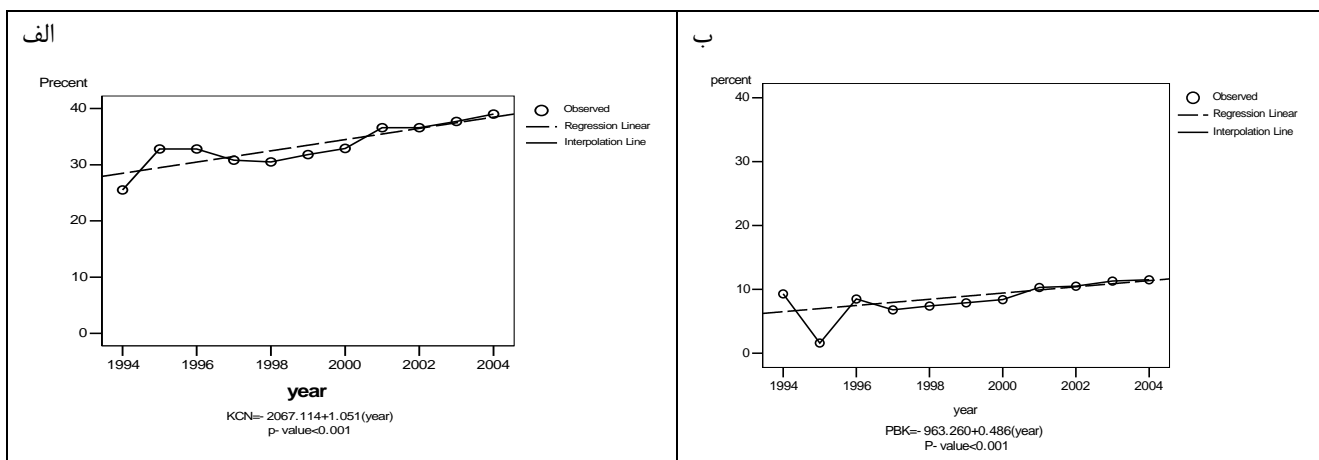 الف
Precent
40
30
20
10
0
1994 1996 1998 2000 2002 2004
year
KCN=- 2067.114+1.051(year)
p- value<0.001
Observed
Regression Linear
Interpolation Line
ب
percent
40
30
20
10
0
1994 1996 1998 2000 2002 2004
year
PBK=- 963.260+0.486(year)
P- value<0.001
Observed
Regression Linear
Interpolation Line